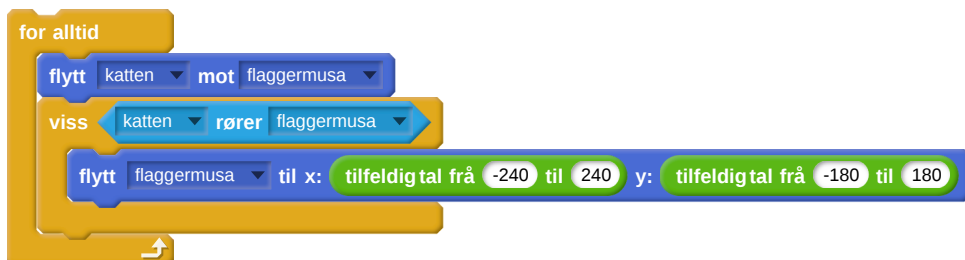 for alltid
flytt katten mot flaggermusa
viss katten rører flaggermusa
flytt flaggermusa til x: tilfeldig tal frå -240 til 240 y: tilfeldig tal frå -180 til 180